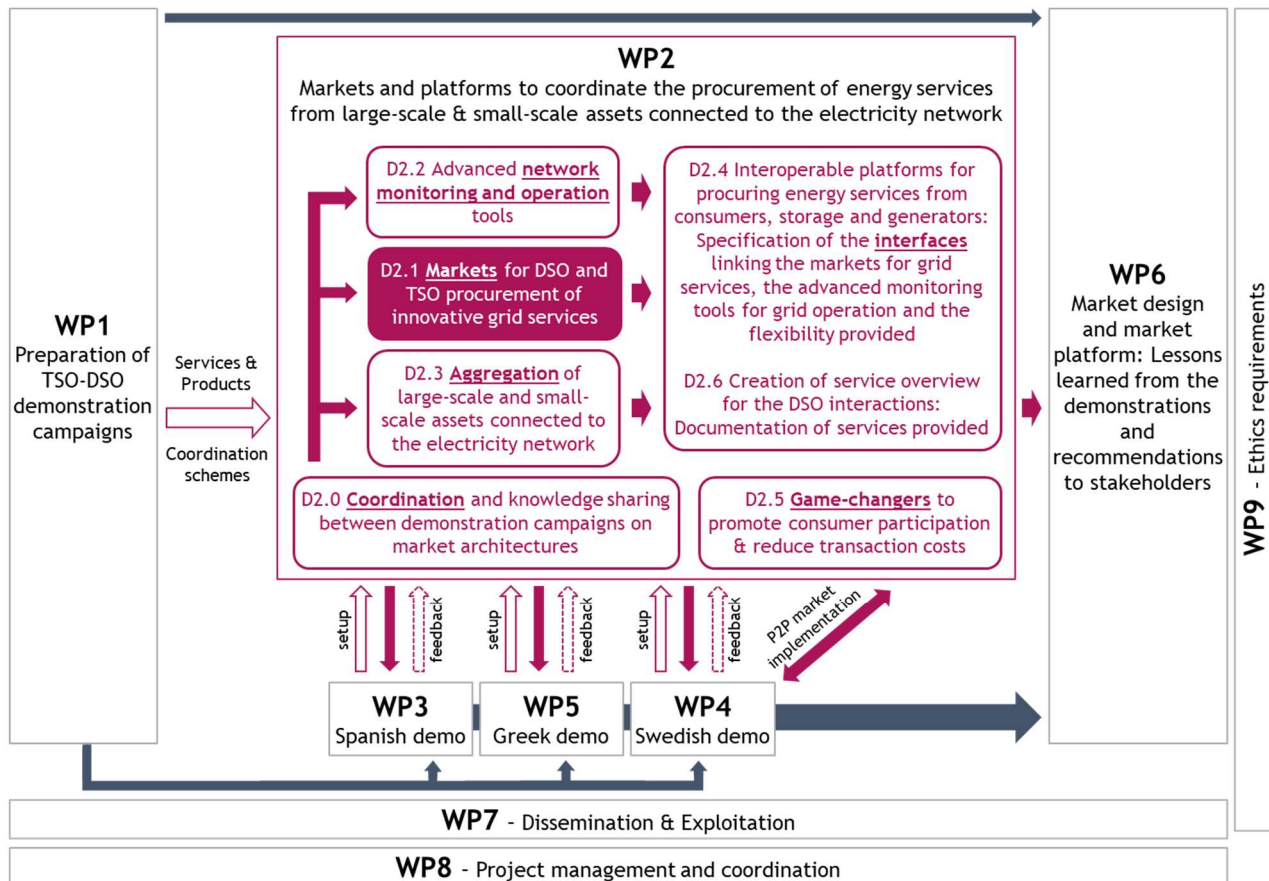 WP1
Preparation of
TSO-DSO
demonstration
campaigns
Services &
Products
Coordination
schemes
WP2
Markets and platforms to coordinate the procurement of energy services
from large-scale & small-scale assets connected to the electricity network
D2.2 Advanced network
monitoring and operation
tools
D2.1 Markets for DSO and
TSO procurement of
innovative grid services
D2.3 Aggregation of
large-scale and small-
scale assets connected to
the electricity network
D2.4 Interoperable platforms for
procuring energy services from
consumers, storage and generators:
Specification of the interfaces
linking the markets for grid
services, the advanced monitoring
tools for grid operation and the
flexibility provided
D2.6 Creation of service overview
for the DSO interactions:
Documentation of services provided
D2.0 Coordination and knowledge sharing
between demonstration campaigns on
market architectures
D2.5 Game-changers to
promote consumer participation
& reduce transaction costs
setup
feedback
setup
feedback
setup
feedback
P2P market
implementation
WP3
Spanish demo
WP5
Greek demo
WP4
Swedish demo
WP6
Market design
and market
platform: Lessons
learned from the
demonstrations
and
recommendations
to stakeholders
WP9 - Ethics requirements
WP7 - Dissemination & Exploitation
WP8 - Project management and coordination